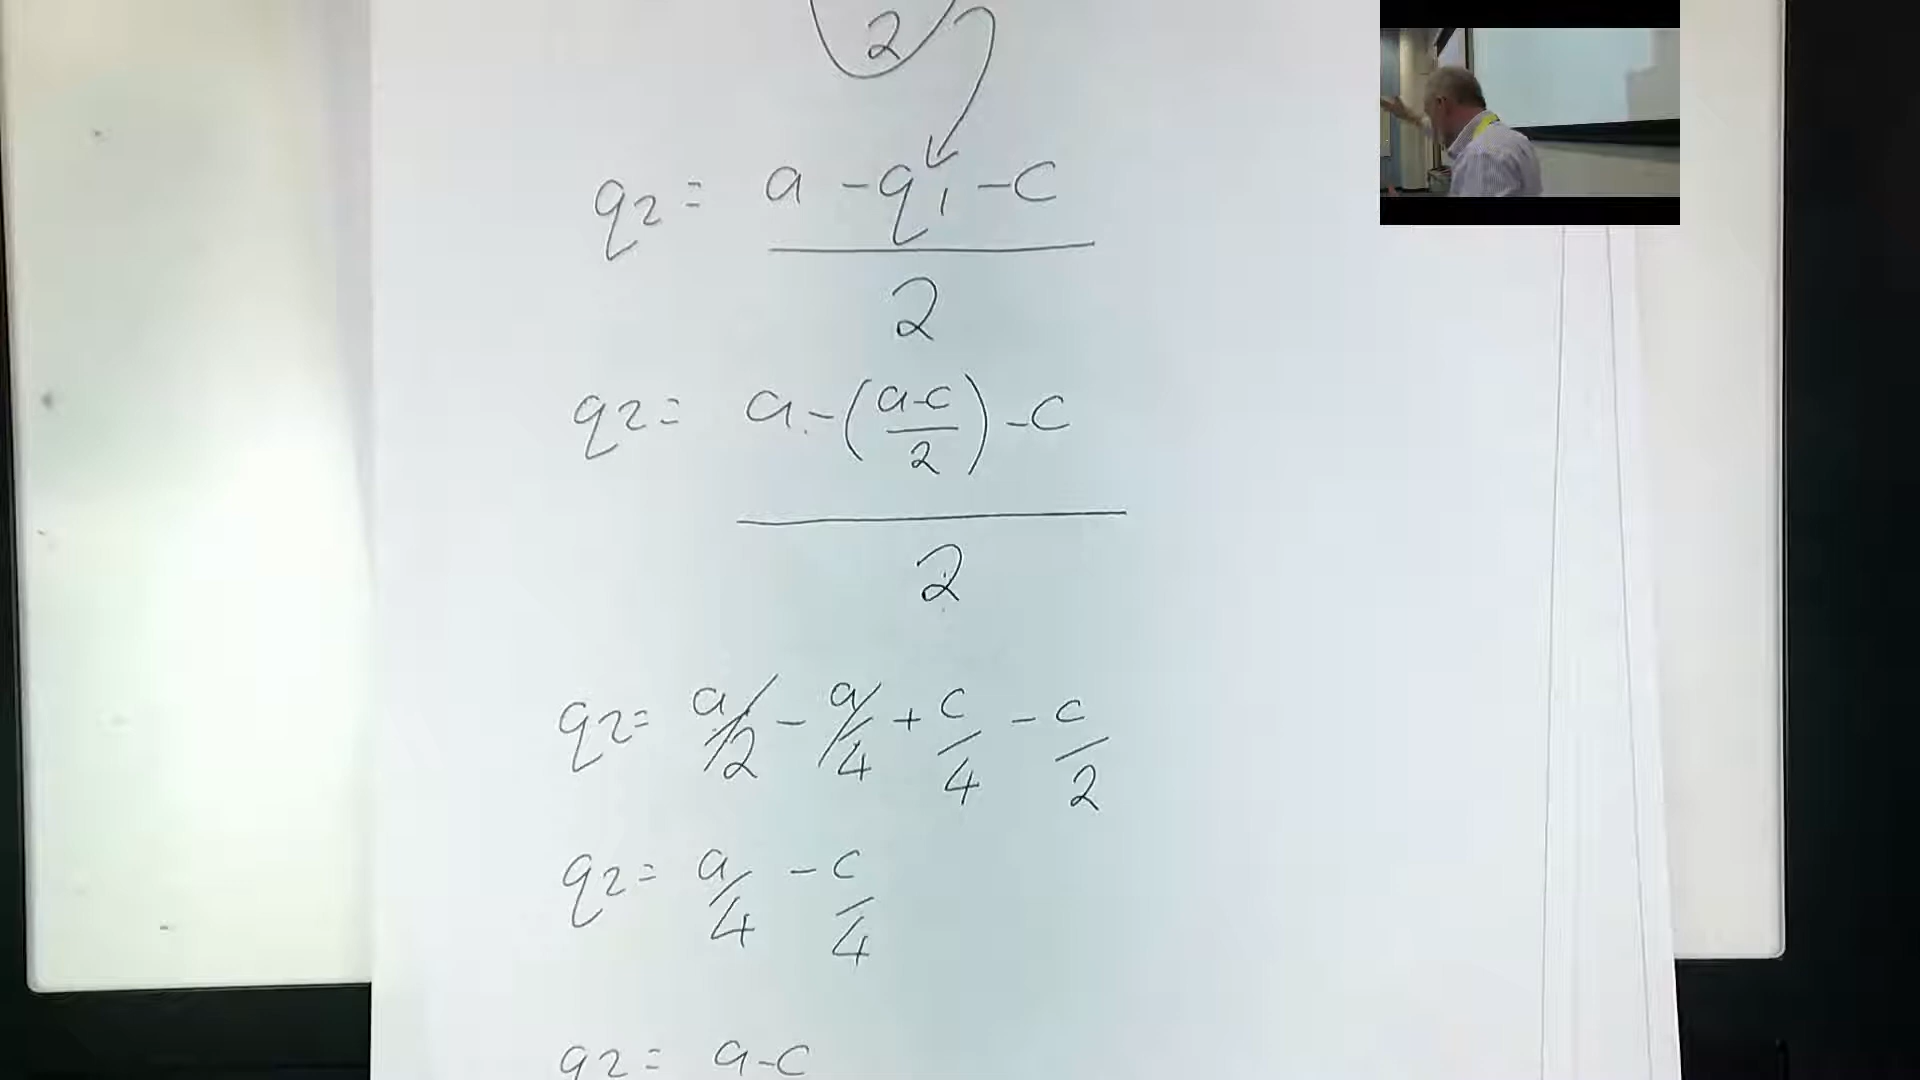 2
q2 = a - q1 - c
2
q2 = a - (a-c/2) - c
2
q2 = a/2 - a/4 + c/4 - c/2
q2 = a/4 - c/4
q2 = a-c